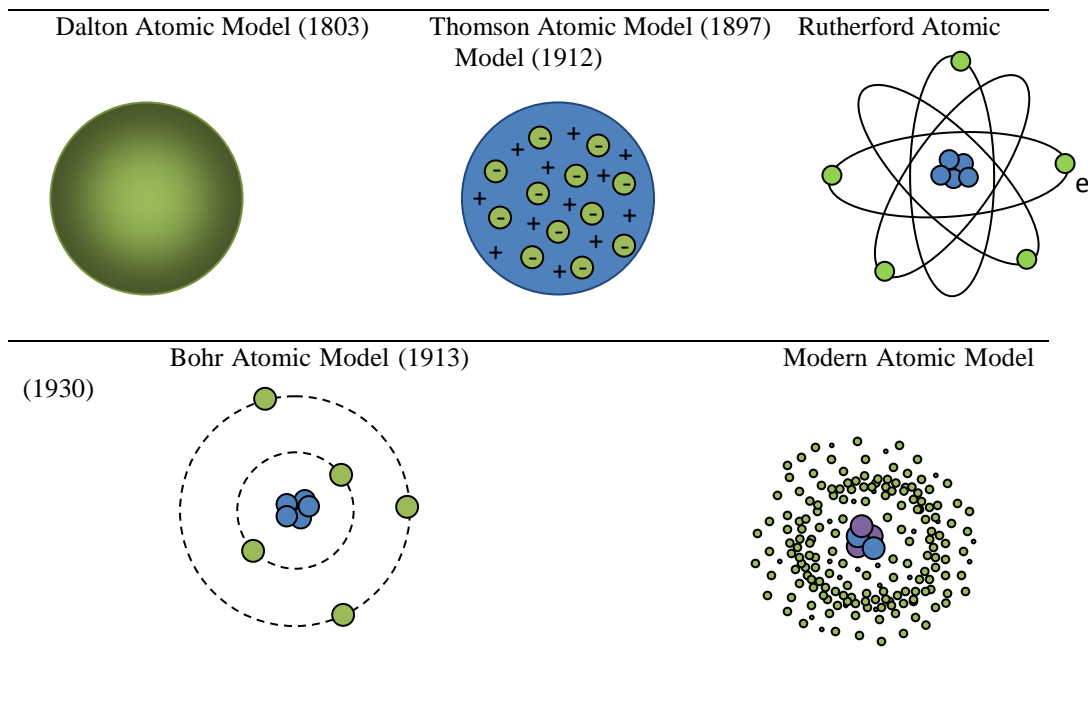 Dalton Atomic Model (1803) Thomson Atomic Model (1897) Rutherford Atomic
Model (1912)
- + - + + - + - + - - + + - + - + - + - + - + -
e
Bohr Atomic Model (1913) Modern Atomic Model
(1930)